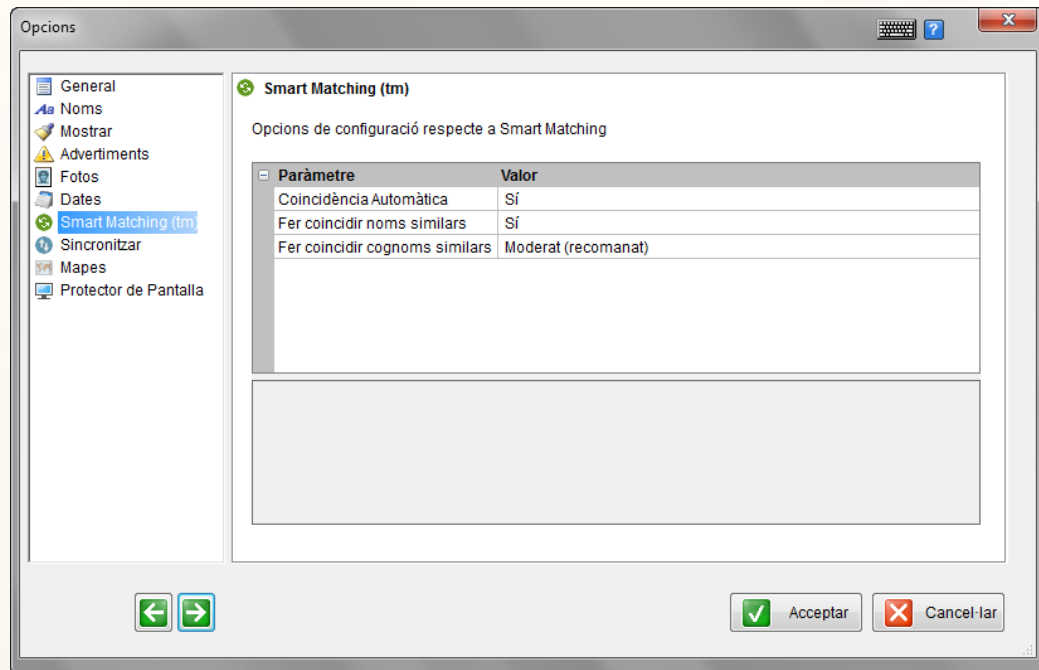 Opcions
General
Noms
Mostrar
Advertiments
Fotos
Dates
Smart Matching (tm)
Sincronitzar
Mapes
Protector de Pantalla
Smart Matching (tm)
Opcions de configuració respecte a Smart Matching
Paràmetre Valor
Coincidència Automàtica Sí
Fer coincidir noms similars Sí
Fer coincidir cognoms similars Moderat (recomanat)
Acceptar Cancel·lar